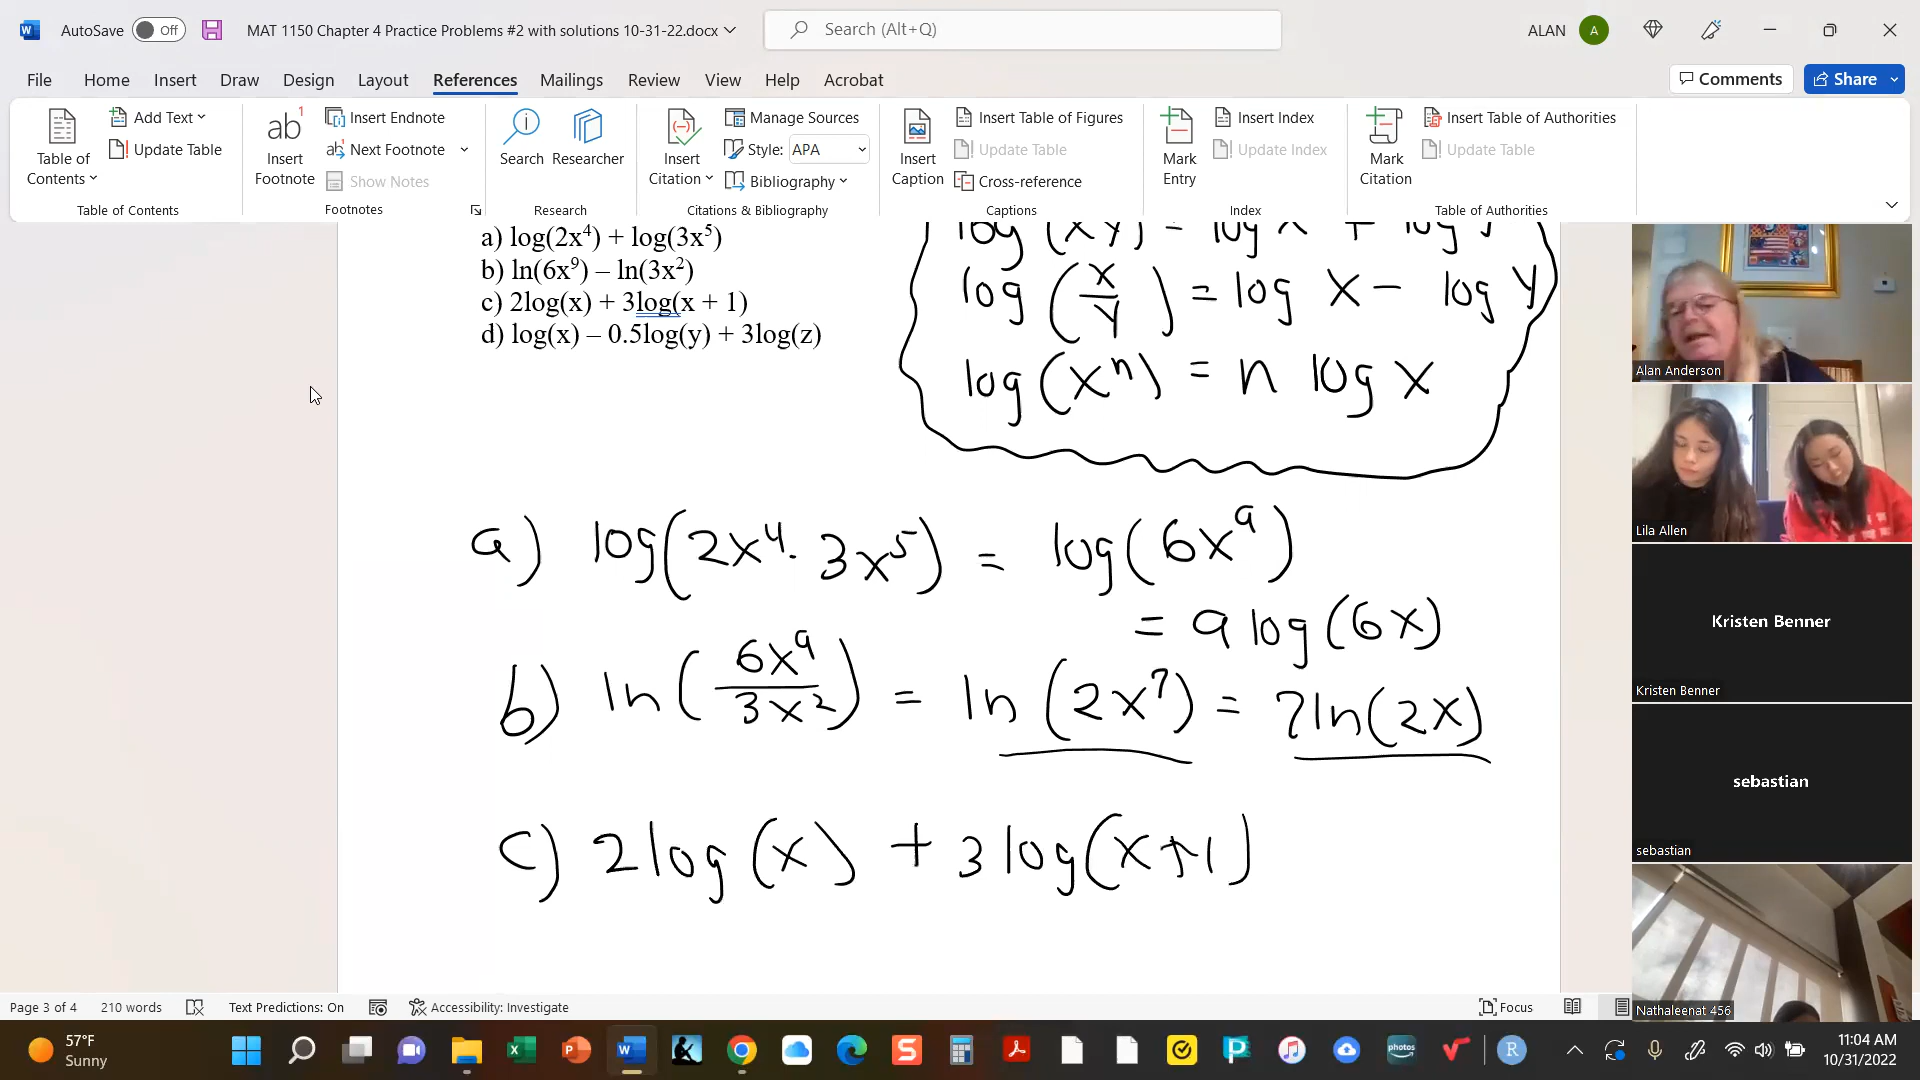 AutoSave Off MAT 1150 Chapter 4 Practice Problems #2 with solutions 10-31-22.docx Search (Alt+Q) ALAN A
File Home Insert Draw Design Layout References Mailings Review View Help Acrobat Comments Share
Table of Contents
Add Text
Update Table
Table of Contents
ab1
Insert Footnote
Insert Endnote
Next Footnote
Show Notes
Footnotes
Search
Researcher
Research
Insert Citation
Manage Sources
Style: APA
Bibliography
Citations & Bibliography
Insert Caption
Insert Table of Figures
Update Table
Cross-reference
Captions
Mark Entry
Insert Index
Update Index
Index
Mark Citation
Insert Table of Authorities
Update Table
Table of Authorities
a) log(2x⁴) + log(3x⁵)
b) ln(6x⁹) – ln(3x²)
c) 2log(x) + 3log(x + 1)
d) log(x) – 0.5log(y) + 3log(z)
log (xy) = log x + log y
log (x/y) = log x - log y
log (xⁿ) = n log x
a) log(2x⁴ · 3x⁵) = log(6x⁹)
= 9 log(6x)
b) ln(6x⁹/3x²) = ln(2x⁷) = 7ln(2x)
c) 2log(x) + 3log(x+1)
Alan Anderson
Lila Allen
Kristen Benner
Kristen Benner
sebastian
sebastian
Nathaleenat 456
Page 3 of 4 210 words Text Predictions: On Accessibility: Investigate Focus
57°F
Sunny
photos
R
11:04 AM
10/31/2022